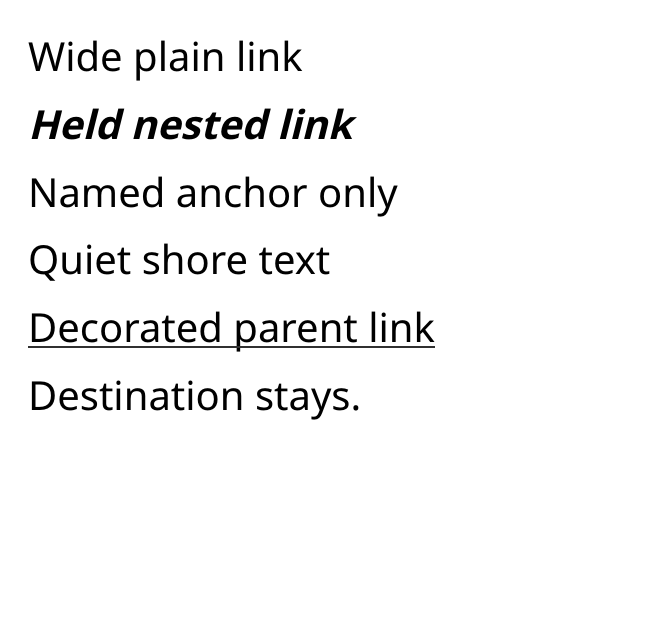 Wide plain link
Held nested link
Named anchor only
Quiet shore text
Decorated parent link
Destination stays.